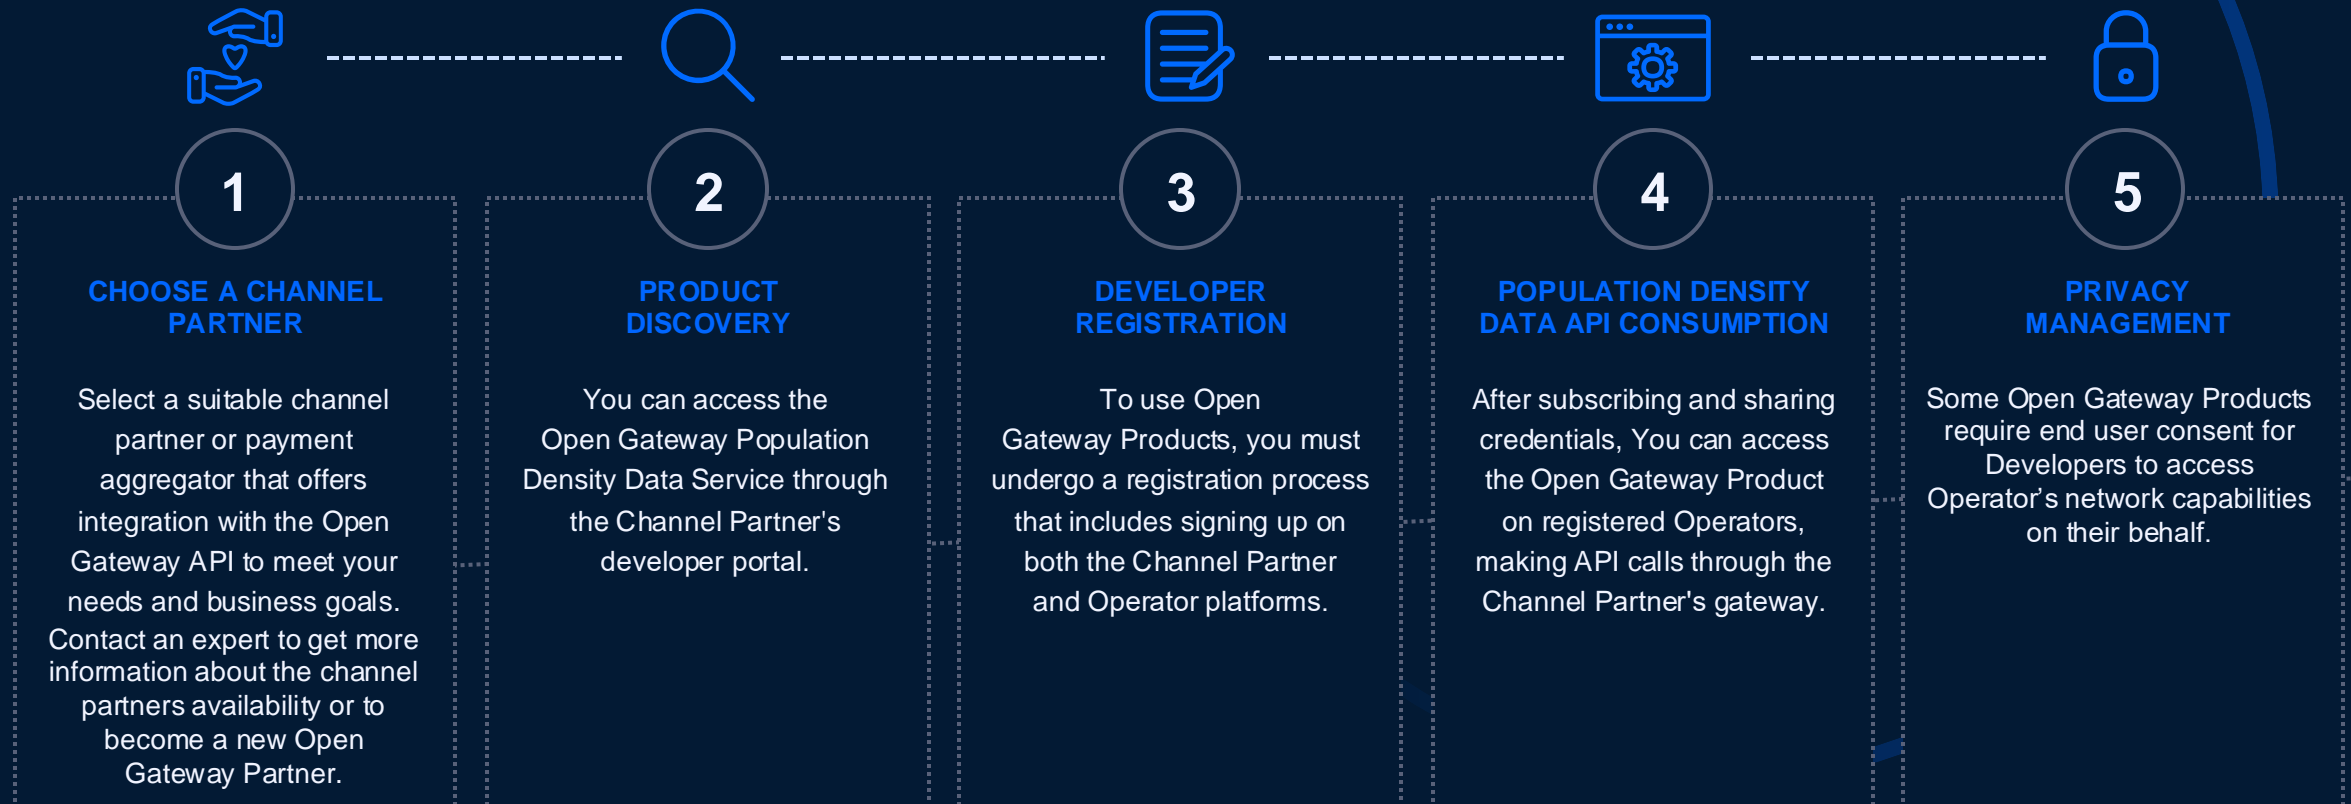 1
CHOOSE A CHANNEL
PARTNER
Select a suitable channel
partner or payment
aggregator that offers
integration with the Open
Gateway API to meet your
needs and business goals.
Contact an expert to get more
information about the channel
partners availability or to
become a new Open
Gateway Partner.
2
PRODUCT
DISCOVERY
You can access the
Open Gateway Population
Density Data Service through
the Channel Partner's
developer portal.
3
DEVELOPER
REGISTRATION
To use Open
Gateway Products, you must
undergo a registration process
that includes signing up on
both the Channel Partner
and Operator platforms.
4
POPULATION DENSITY
DATA API CONSUMPTION
After subscribing and sharing
credentials, You can access
the Open Gateway Product
on registered Operators,
making API calls through the
Channel Partner's gateway.
5
PRIVACY
MANAGEMENT
Some Open Gateway Products
require end user consent for
Developers to access
Operator’s network capabilities
on their behalf.